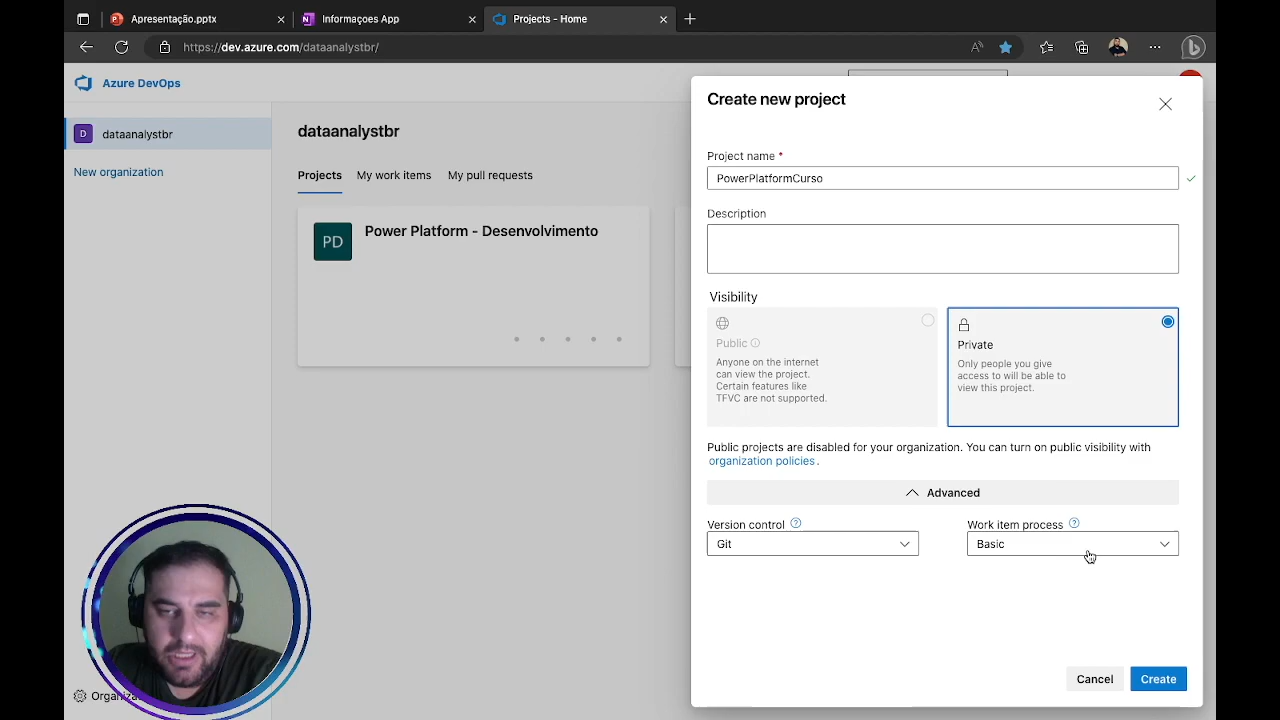 Apresentação.pptx
Informaçoes App
Projects - Home
https://dev.azure.com/dataanalystbr/
Azure DevOps
D dataanalystbr
New organization
dataanalystbr
Projects
My work items
My pull requests
PD
Power Platform - Desenvolvimento
Create new project
Project name *
PowerPlatformCurso
Description
Visibility
Public
Anyone on the internet
can view the project.
Certain features like
TFVC are not supported.
Private
Only people you give
access to will be able to
view this project.
Public projects are disabled for your organization. You can turn on public visibility with
organization policies.
Advanced
Version control
Git
Work item process
Basic
Cancel
Create